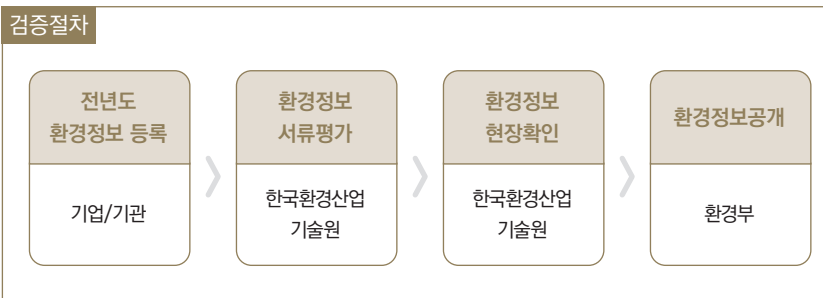 검증절차
전년도
환경정보 등록
기업/기관
환경정보
서류평가
한국환경산업
기술원
환경정보
현장확인
한국환경산업
기술원
환경정보공개
환경부